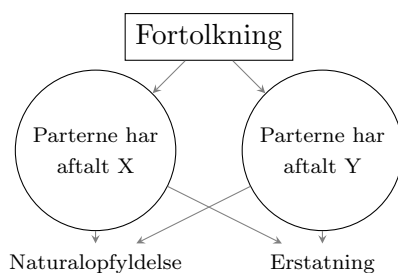 Fortolkning
Parterne har
aftalt X
Parterne har
aftalt Y
Naturalopfyldelse
Erstatning